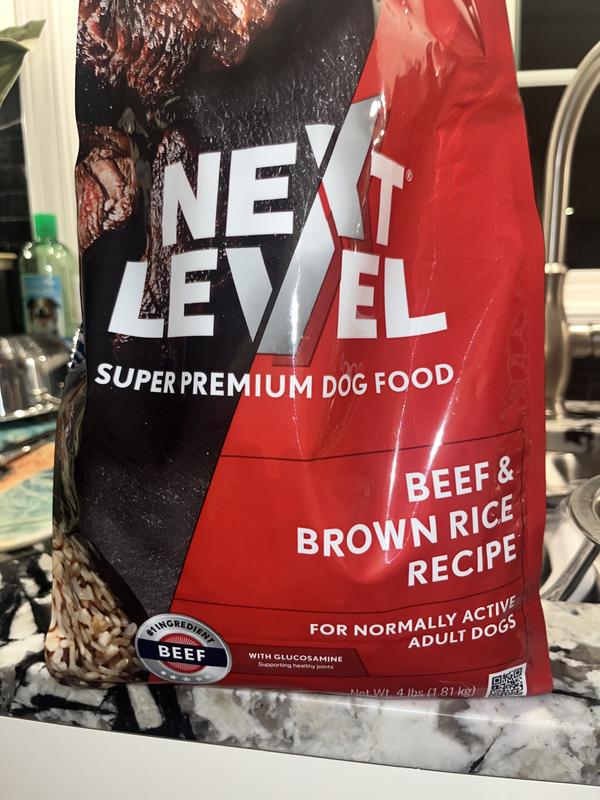 NEXT®
LEVEL
SUPER PREMIUM DOG FOOD
BEEF &
BROWN RICE
RECIPE
FOR NORMALLY ACTIVE
ADULT DOGS
#1 INGREDIENT
BEEF
WITH GLUCOSAMINE
Supporting healthy joints
Net Wt. 4 lbs (1.81 kg)